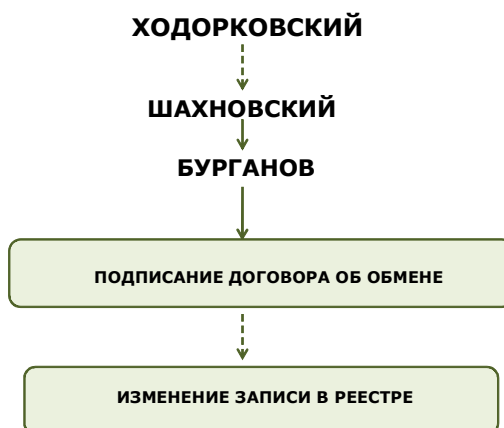 ХОДОРКОВСКИЙ
ШАХНОВСКИЙ
БУРГАНОВ
ПОДПИСАНИЕ ДОГОВОРА ОБ ОБМЕНЕ
ИЗМЕНЕНИЕ ЗАПИСИ В РЕЕСТРЕ